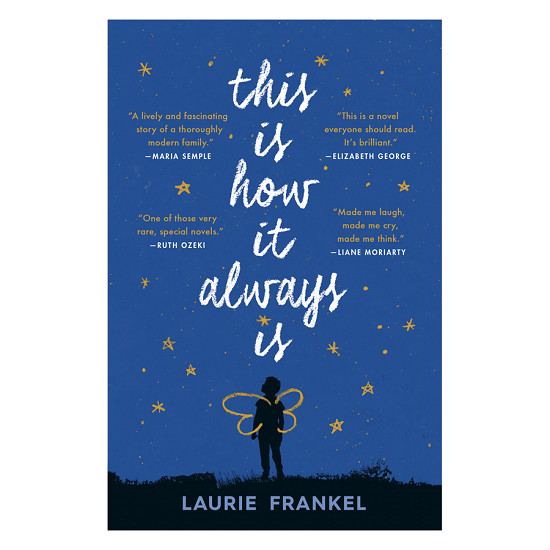 this
is
how
it
always
is
“A lively and fascinating
story of a thoroughly
modern family.”
—MARIA SEMPLE
“This is a novel
everyone should read.
It’s brilliant.”
—ELIZABETH GEORGE
“One of those very
rare, special novels.”
—RUTH OZEKI
“Made me laugh,
made me cry,
made me think.”
—LIANE MORIARTY
LAURIE FRANKEL